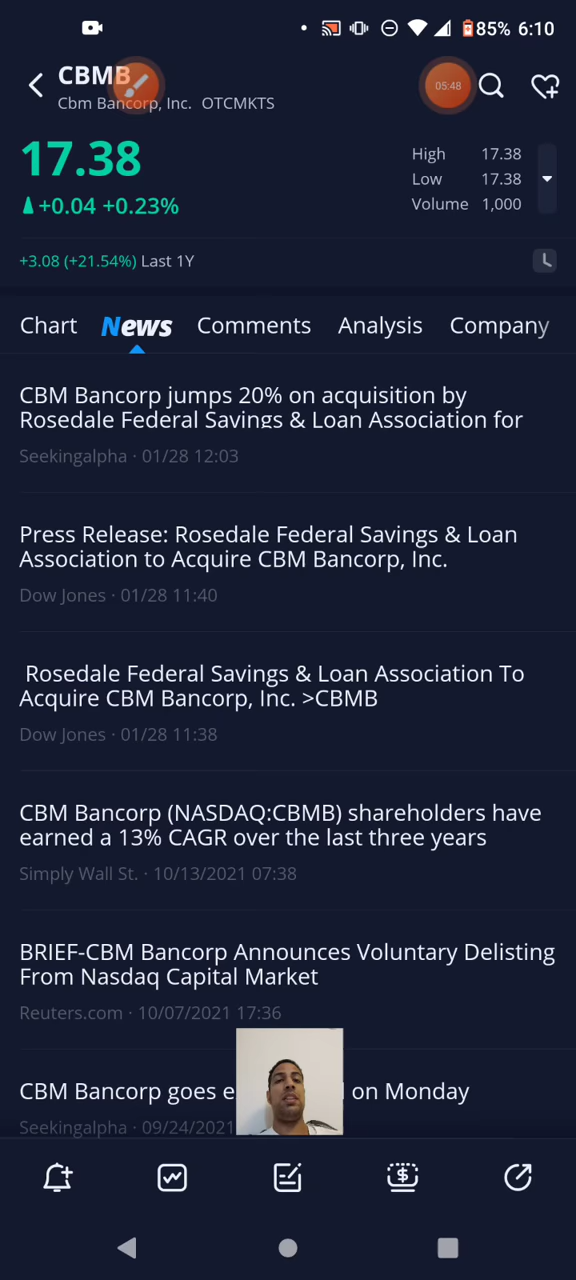 85% 6:10
CBMB
05:48
Cbm Bancorp, Inc. OTCMKTS
17.38
+0.04 +0.23%
High 17.38
Low 17.38
Volume 1,000
+3.08 (+21.54%) Last 1Y
Chart News Comments Analysis Company
CBM Bancorp jumps 20% on acquisition by
Rosedale Federal Savings & Loan Association for
Seekingalpha · 01/28 12:03
Press Release: Rosedale Federal Savings & Loan
Association to Acquire CBM Bancorp, Inc.
Dow Jones · 01/28 11:40
Rosedale Federal Savings & Loan Association To
Acquire CBM Bancorp, Inc. >CBMB
Dow Jones · 01/28 11:38
CBM Bancorp (NASDAQ:CBMB) shareholders have
earned a 13% CAGR over the last three years
Simply Wall St. · 10/13/2021 07:38
BRIEF-CBM Bancorp Announces Voluntary Delisting
From Nasdaq Capital Market
Reuters.com · 10/07/2021 17:36
CBM Bancorp goes on Monday
Seekingalpha · 09/24/2021